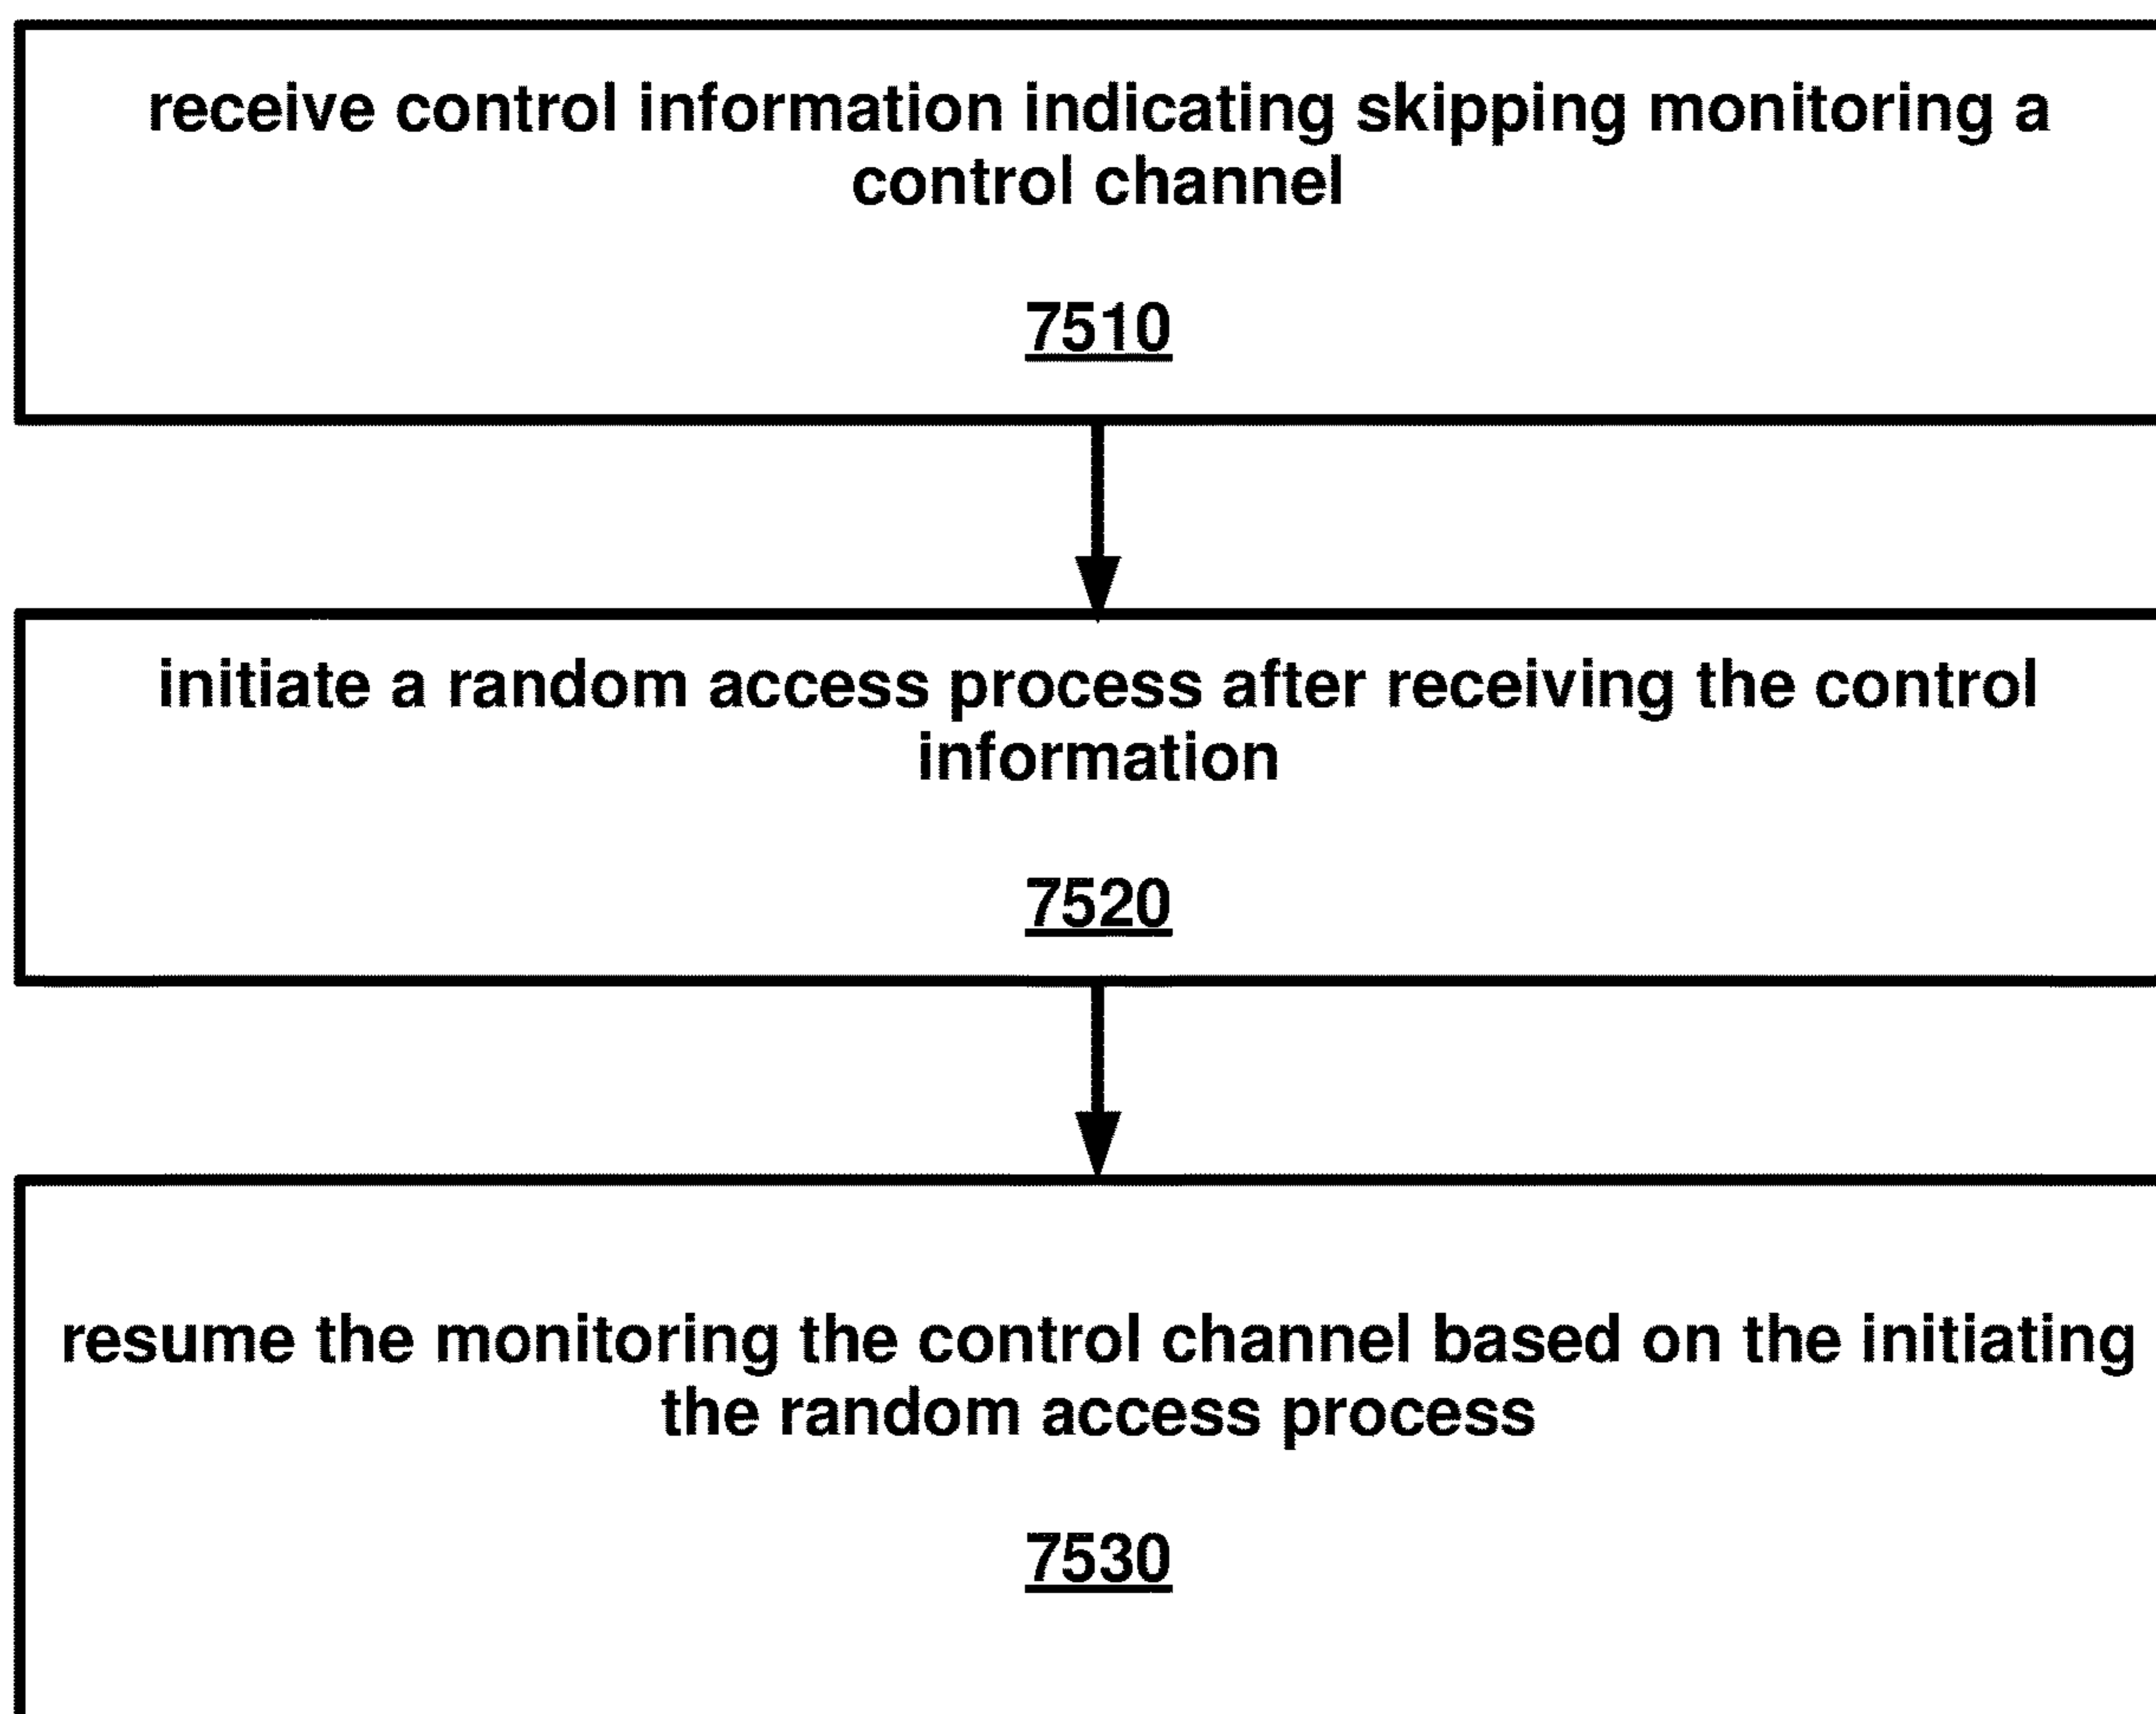 receive control information indicating skipping monitoring a
control channel
7510
initiate a random access process after receiving the control
information
7520
resume the monitoring the control channel based on the initiating
the random access process
7530